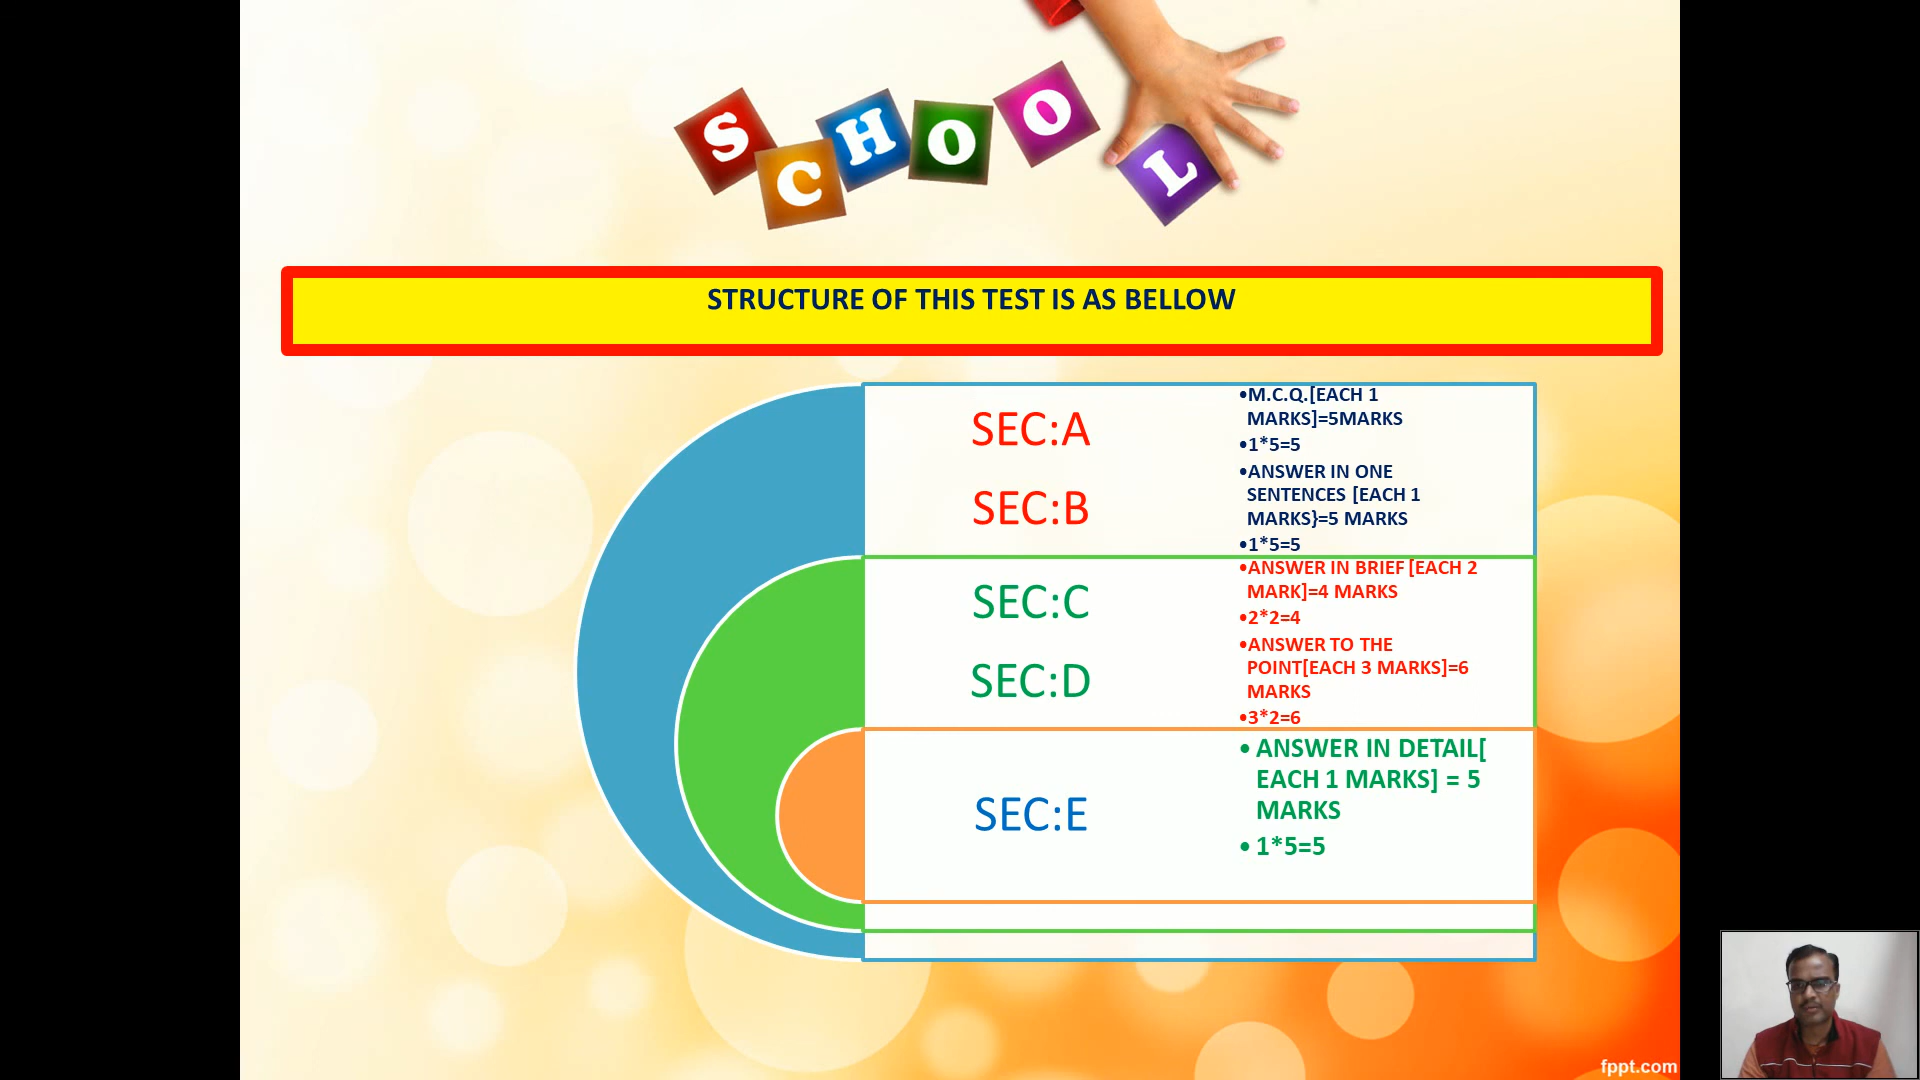 SCHOOL
STRUCTURE OF THIS TEST IS AS BELLOW
SEC:A
SEC:B
•M.C.Q.[EACH 1
MARKS]=5MARKS
•1*5=5
•ANSWER IN ONE
SENTENCES [EACH 1
MARKS}=5 MARKS
•1*5=5
SEC:C
SEC:D
•ANSWER IN BRIEF [EACH 2
MARK]=4 MARKS
•2*2=4
•ANSWER TO THE
POINT[EACH 3 MARKS]=6
MARKS
•3*2=6
SEC:E
• ANSWER IN DETAIL[
EACH 1 MARKS] = 5
MARKS
• 1*5=5
fppt.com